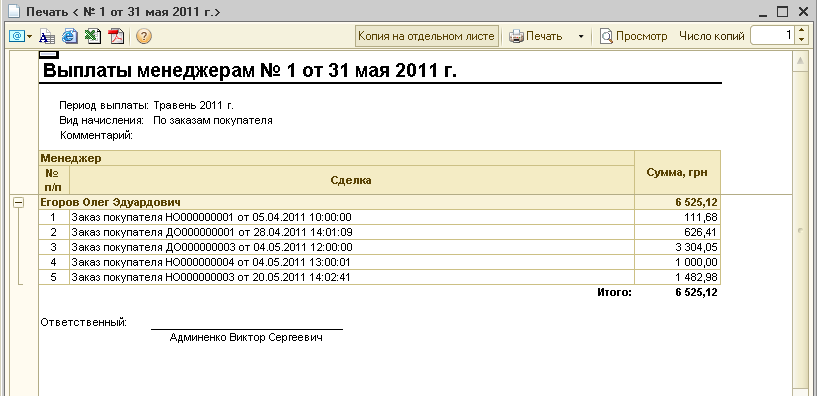 Печать < № 1 от 31 мая 2011 г.>
Копия на отдельном листе Печать Просмотр Число копий 1
Выплаты менеджерам № 1 от 31 мая 2011 г.
Период выплаты: Травень 2011 г.
Вид начисления: По заказам покупателя
Комментарий:
Менеджер Сумма, грн
№ п/п Сделка
Егоров Олег Эдуардович 6 525,12
1 Заказ покупателя НО000000001 от 05.04.2011 10:00:00 111,68
2 Заказ покупателя ДО000000001 от 28.04.2011 14:01:09 626,41
3 Заказ покупателя ДО000000003 от 04.05.2011 12:00:00 3 304,05
4 Заказ покупателя НО000000004 от 04.05.2011 13:00:01 1 000,00
5 Заказ покупателя НО000000003 от 20.05.2011 14:02:41 1 482,98
Итого: 6 525,12
Ответственный:
Админенко Виктор Сергеевич